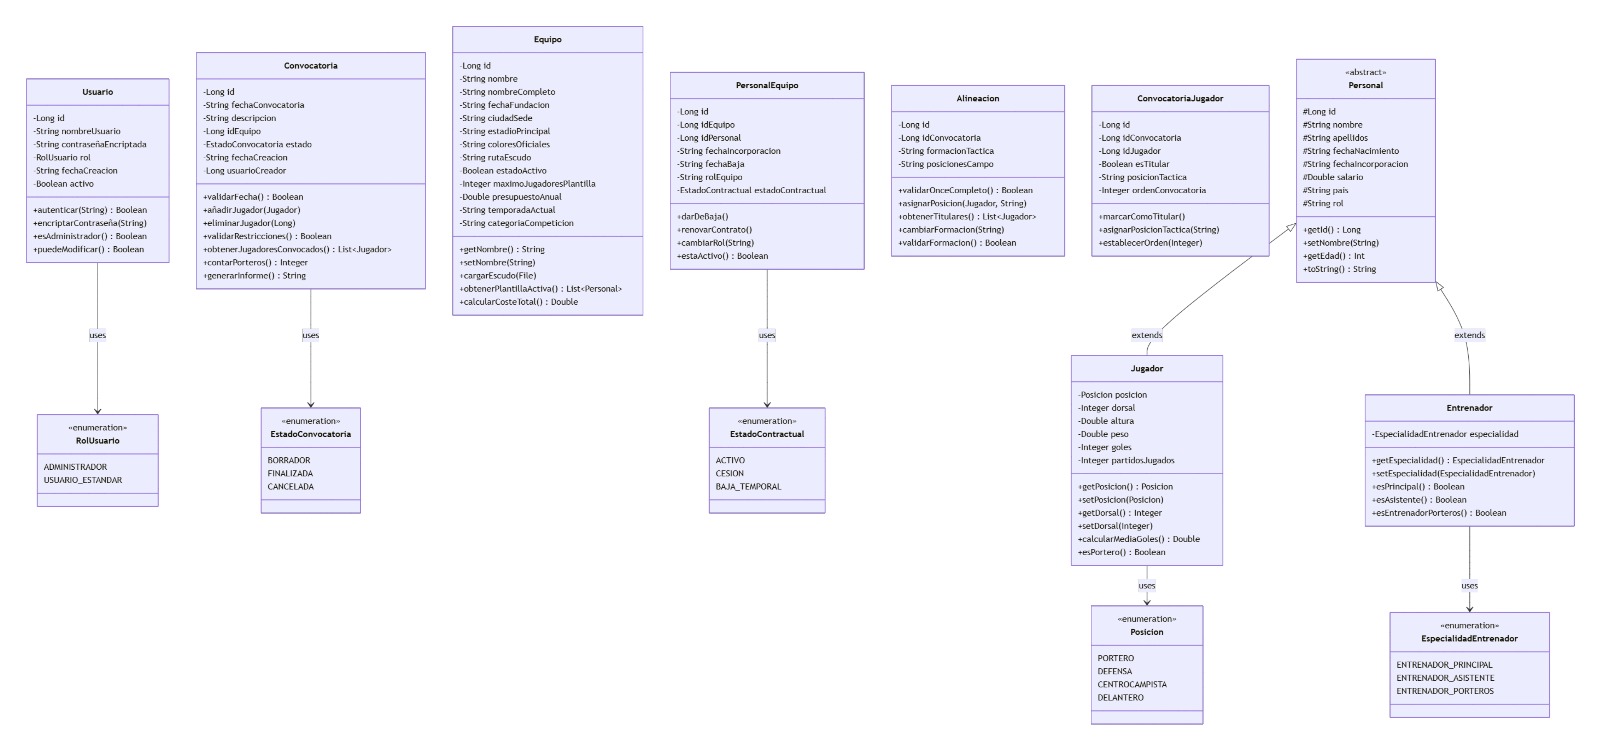 Usuario
-Long id
-String nombreUsuario
-String contraseñaEncriptada
-RolUsuario rol
-String fechaCreacion
-Boolean activo
+autenticar(String) : Boolean
+encriptarContraseña(String)
+esAdministrador() : Boolean
+puedeModificar() : Boolean
uses
«enumeration»
RolUsuario
ADMINISTRADOR
USUARIO_ESTANDAR
Convocatoria
-Long id
-String fechaConvocatoria
-String descripcion
-Long idEquipo
-EstadoConvocatoria estado
-String fechaCreacion
-Long usuarioCreador
+validarFecha() : Boolean
+añadirJugador(Jugador)
+eliminarJugador(Long)
+validarRestricciones() : Boolean
+obtenerJugadoresConvocados() : List<Jugador>
+contarPorteros() : Integer
+generarInforme() : String
uses
«enumeration»
EstadoConvocatoria
BORRADOR
FINALIZADA
CANCELADA
Equipo
-Long id
-String nombre
-String nombreCompleto
-String fechaFundacion
-String ciudadSede
-String estadioPrincipal
-String coloresOficiales
-String rutaEscudo
-Boolean estadoActivo
-Integer maximoJugadoresPlantilla
-Double presupuestoAnual
-String temporadaActual
-String categoriaCompeticion
+getNombre() : String
+setNombre(String)
+cargarEscudo(File)
+obtenerPlantillaActiva() : List<Personal>
+calcularCosteTotal() : Double
PersonalEquipo
-Long id
-Long idEquipo
-Long idPersonal
-String fechaIncorporacion
-String fechaBaja
-String rolEquipo
-EstadoContractual estadoContractual
+darDeBaja()
+renovarContrato()
+cambiarRol(String)
+estaActivo() : Boolean
uses
«enumeration»
EstadoContractual
ACTIVO
CESION
BAJA_TEMPORAL
Alineacion
-Long id
-Long idConvocatoria
-String formacionTactica
-String posicionesCampo
+validarOnceCompleto() : Boolean
+asignarPosicion(Jugador, String)
+obtenerTitulares() : List<Jugador>
+cambiarFormacion(String)
+validarFormacion() : Boolean
ConvocatoriaJugador
-Long id
-Long idConvocatoria
-Long idJugador
-Boolean esTitular
-String posicionTactica
-Integer ordenConvocatoria
+marcarComoTitular()
+asignarPosicionTactica(String)
+establecerOrden(Integer)
«abstract»
Personal
#Long id
#String nombre
#String apellidos
#String fechaNacimiento
#String fechaIncorporacion
#Double salario
#String pais
#String rol
+getId() : Long
+setNombre(String)
+getEdad() : Int
+toString() : String
extends
extends
Jugador
-Posicion posicion
-Integer dorsal
-Double altura
-Double peso
-Integer goles
-Integer partidosJugados
+getPosicion() : Posicion
+setPosicion(Posicion)
+getDorsal() : Integer
+setDorsal(Integer)
+calcularMediaGoles() : Double
+esPortero() : Boolean
uses
«enumeration»
Posicion
PORTERO
DEFENSA
CENTROCAMPISTA
DELANTERO
Entrenador
-EspecialidadEntrenador especialidad
+getEspecialidad() : EspecialidadEntrenador
+setEspecialidad(EspecialidadEntrenador)
+esPrincipal() : Boolean
+esAsistente() : Boolean
+esEntrenadorPorteros() : Boolean
uses
«enumeration»
EspecialidadEntrenador
ENTRENADOR_PRINCIPAL
ENTRENADOR_ASISTENTE
ENTRENADOR_PORTEROS